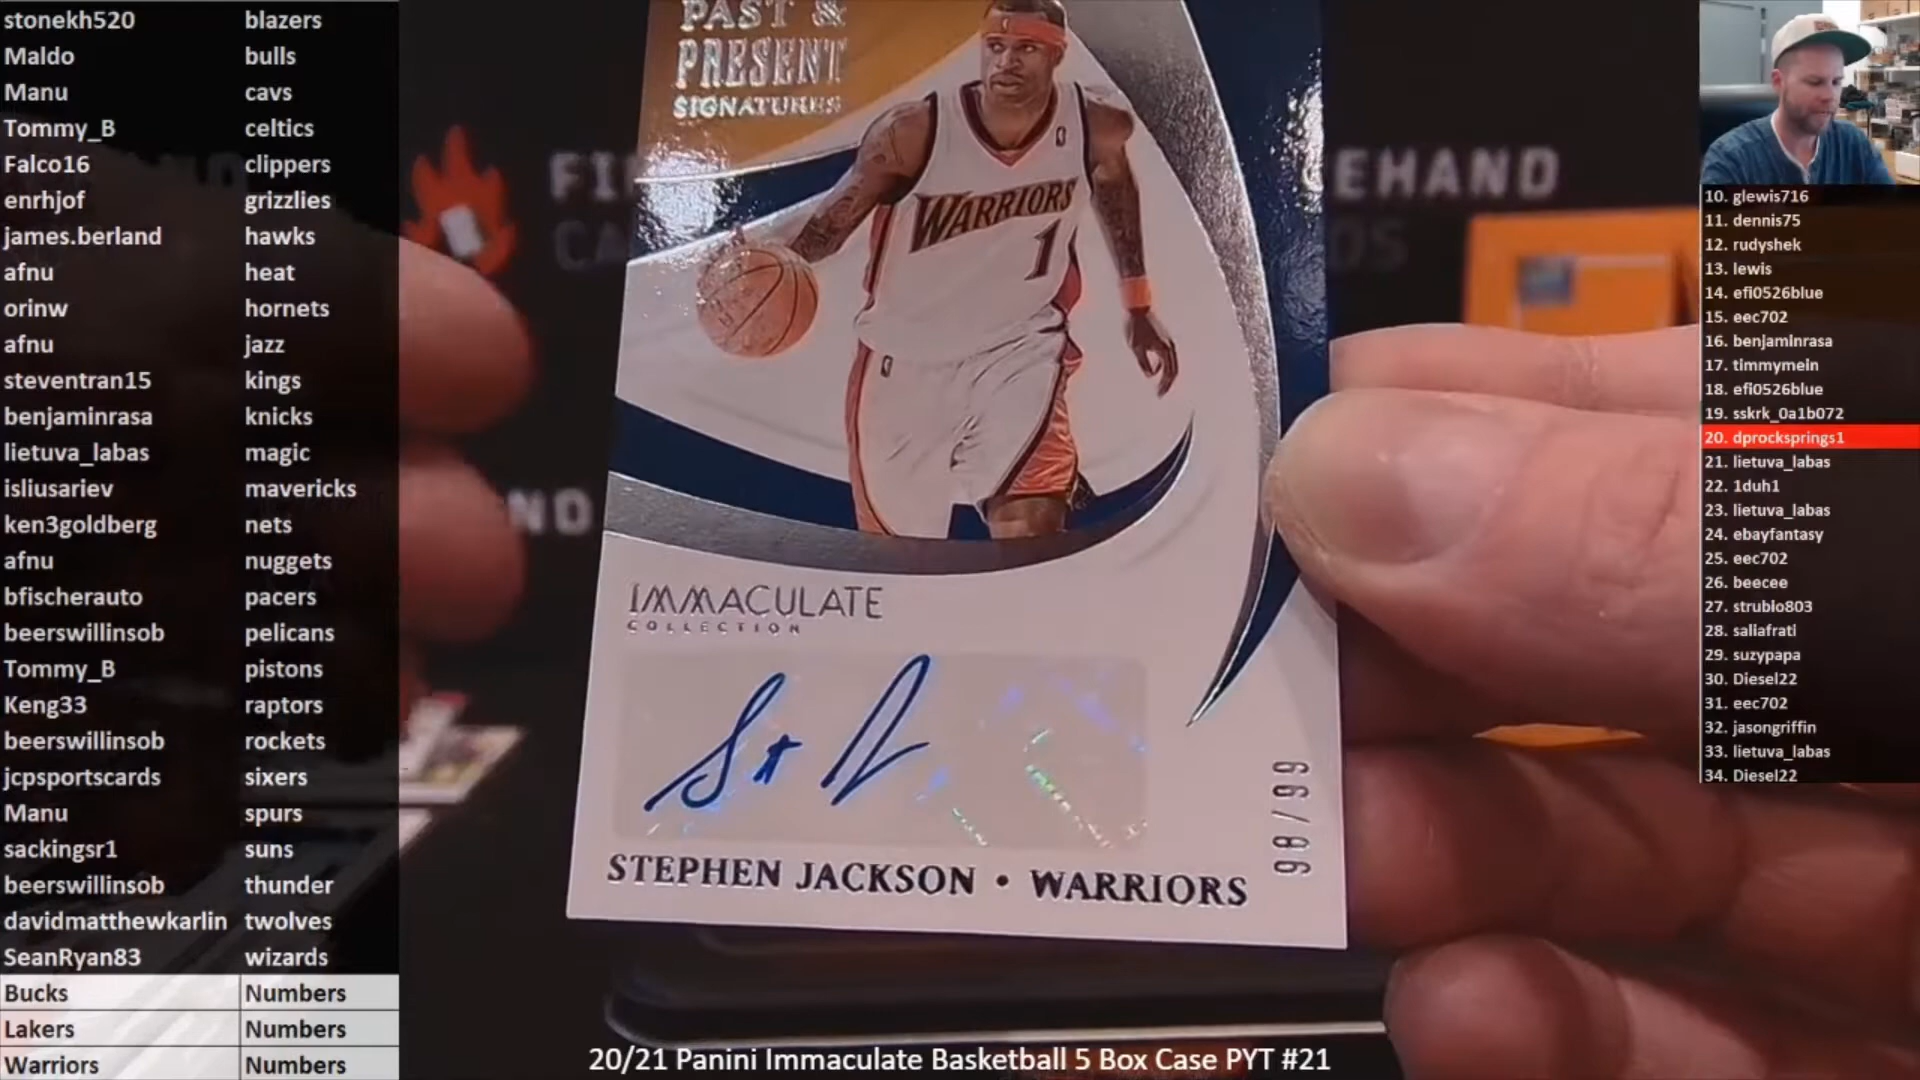 stonekh520 blazers
Maldo bulls
Manu cavs
Tommy_B celtics
Falco16 clippers
enrhjof grizzlies
james.berland hawks
afnu heat
orinw hornets
afnu jazz
steventran15 kings
benjaminrasa knicks
lietuva_labas magic
isliusariev mavericks
ken3goldberg nets
afnu nuggets
bfischerauto pacers
beerswillinsob pelicans
Tommy_B pistons
Keng33 raptors
beerswillinsob rockets
jcpsportscards sixers
Manu spurs
sackingsr1 suns
beerswillinsob thunder
davidmatthewkarlin twolves
SeanRyan83 wizards
Bucks Numbers
Lakers Numbers
Warriors Numbers
PAST &
PRESENT
SIGNATURES
WARRIORS
1
IMMACULATE
COLLECTION
STEPHEN JACKSON • WARRIORS
98/99
EHAND
ND
20/21 Panini Immaculate Basketball 5 Box Case PYT #21
10. glewis716
11. dennis75
12. rudyshek
13. lewis
14. efi0526blue
15. eec702
16. benjaminrasa
17. timmymein
18. efi0526blue
19. sskrk_0a1b072
20. dprocksprings1
21. lietuva_labas
22. 1duh1
23. lietuva_labas
24. ebayfantasy
25. eec702
26. beecee
27. strublo803
28. saliafrati
29. suzypapa
30. Diesel22
31. eec702
32. jasongriffin
33. lietuva_labas
34. Diesel22